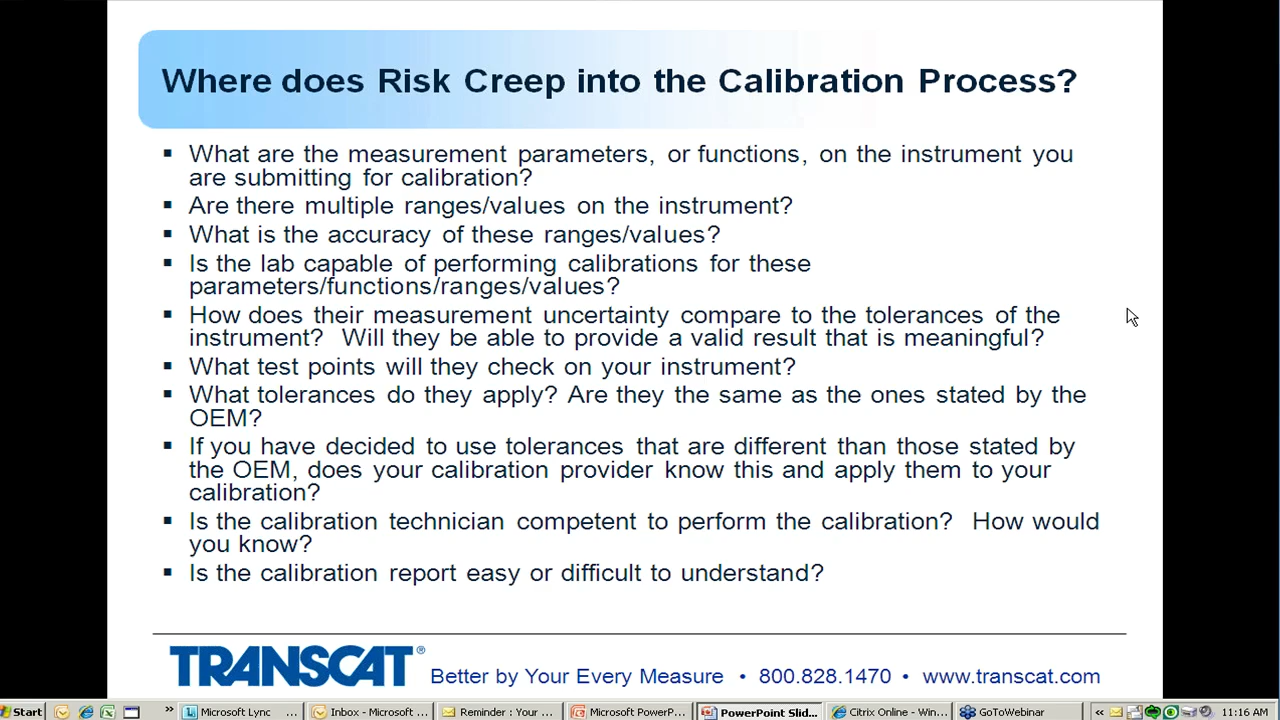 Where does Risk Creep into the Calibration Process?
▪ What are the measurement parameters, or functions, on the instrument you
are submitting for calibration?
▪ Are there multiple ranges/values on the instrument?
▪ What is the accuracy of these ranges/values?
▪ Is the lab capable of performing calibrations for these
parameters/functions/ranges/values?
▪ How does their measurement uncertainty compare to the tolerances of the
instrument? Will they be able to provide a valid result that is meaningful?
▪ What test points will they check on your instrument?
▪ What tolerances do they apply? Are they the same as the ones stated by the
OEM?
▪ If you have decided to use tolerances that are different than those stated by
the OEM, does your calibration provider know this and apply them to your
calibration?
▪ Is the calibration technician competent to perform the calibration? How would
you know?
▪ Is the calibration report easy or difficult to understand?
TRANSCAT® Better by Your Every Measure • 800.828.1470 • www.transcat.com
Start » Microsoft Lync ... Inbox - Microsoft ... Reminder : Your ... Microsoft PowerP... PowerPoint Slid... Citrix Online - Win... GoToWebinar « 11:16 AM